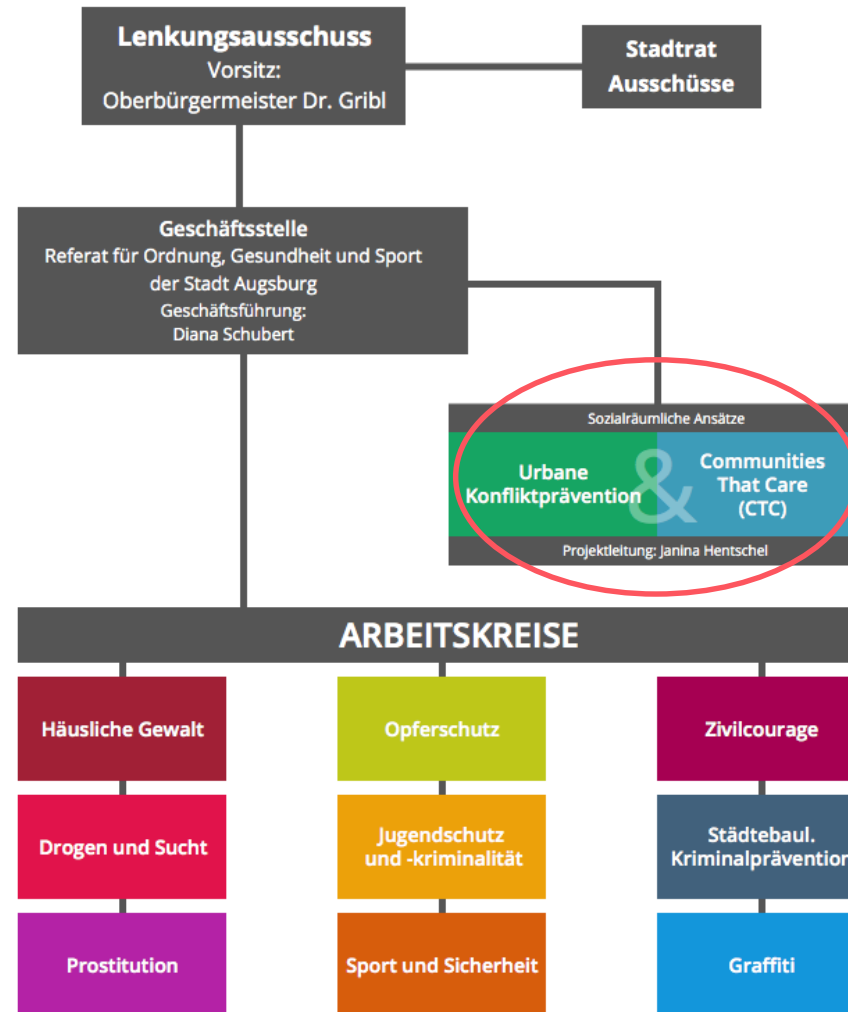 Lenkungsausschuss
Vorsitz:
Oberbürgermeister Dr. Gribl
Stadtrat
Ausschüsse
Geschäftsstelle
Referat für Ordnung, Gesundheit und Sport
der Stadt Augsburg
Geschäftsführung:
Diana Schubert
Sozialräumliche Ansätze
Urbane
Konfliktprävention
&
Communities
That Care
(CTC)
Projektleitung: Janina Hentschel
ARBEITSKREISE
Häusliche Gewalt
Opferschutz
Zivilcourage
Drogen und Sucht
Jugendschutz
und -kriminalität
Städtebaul.
Kriminalprävention
Prostitution
Sport und Sicherheit
Graffiti